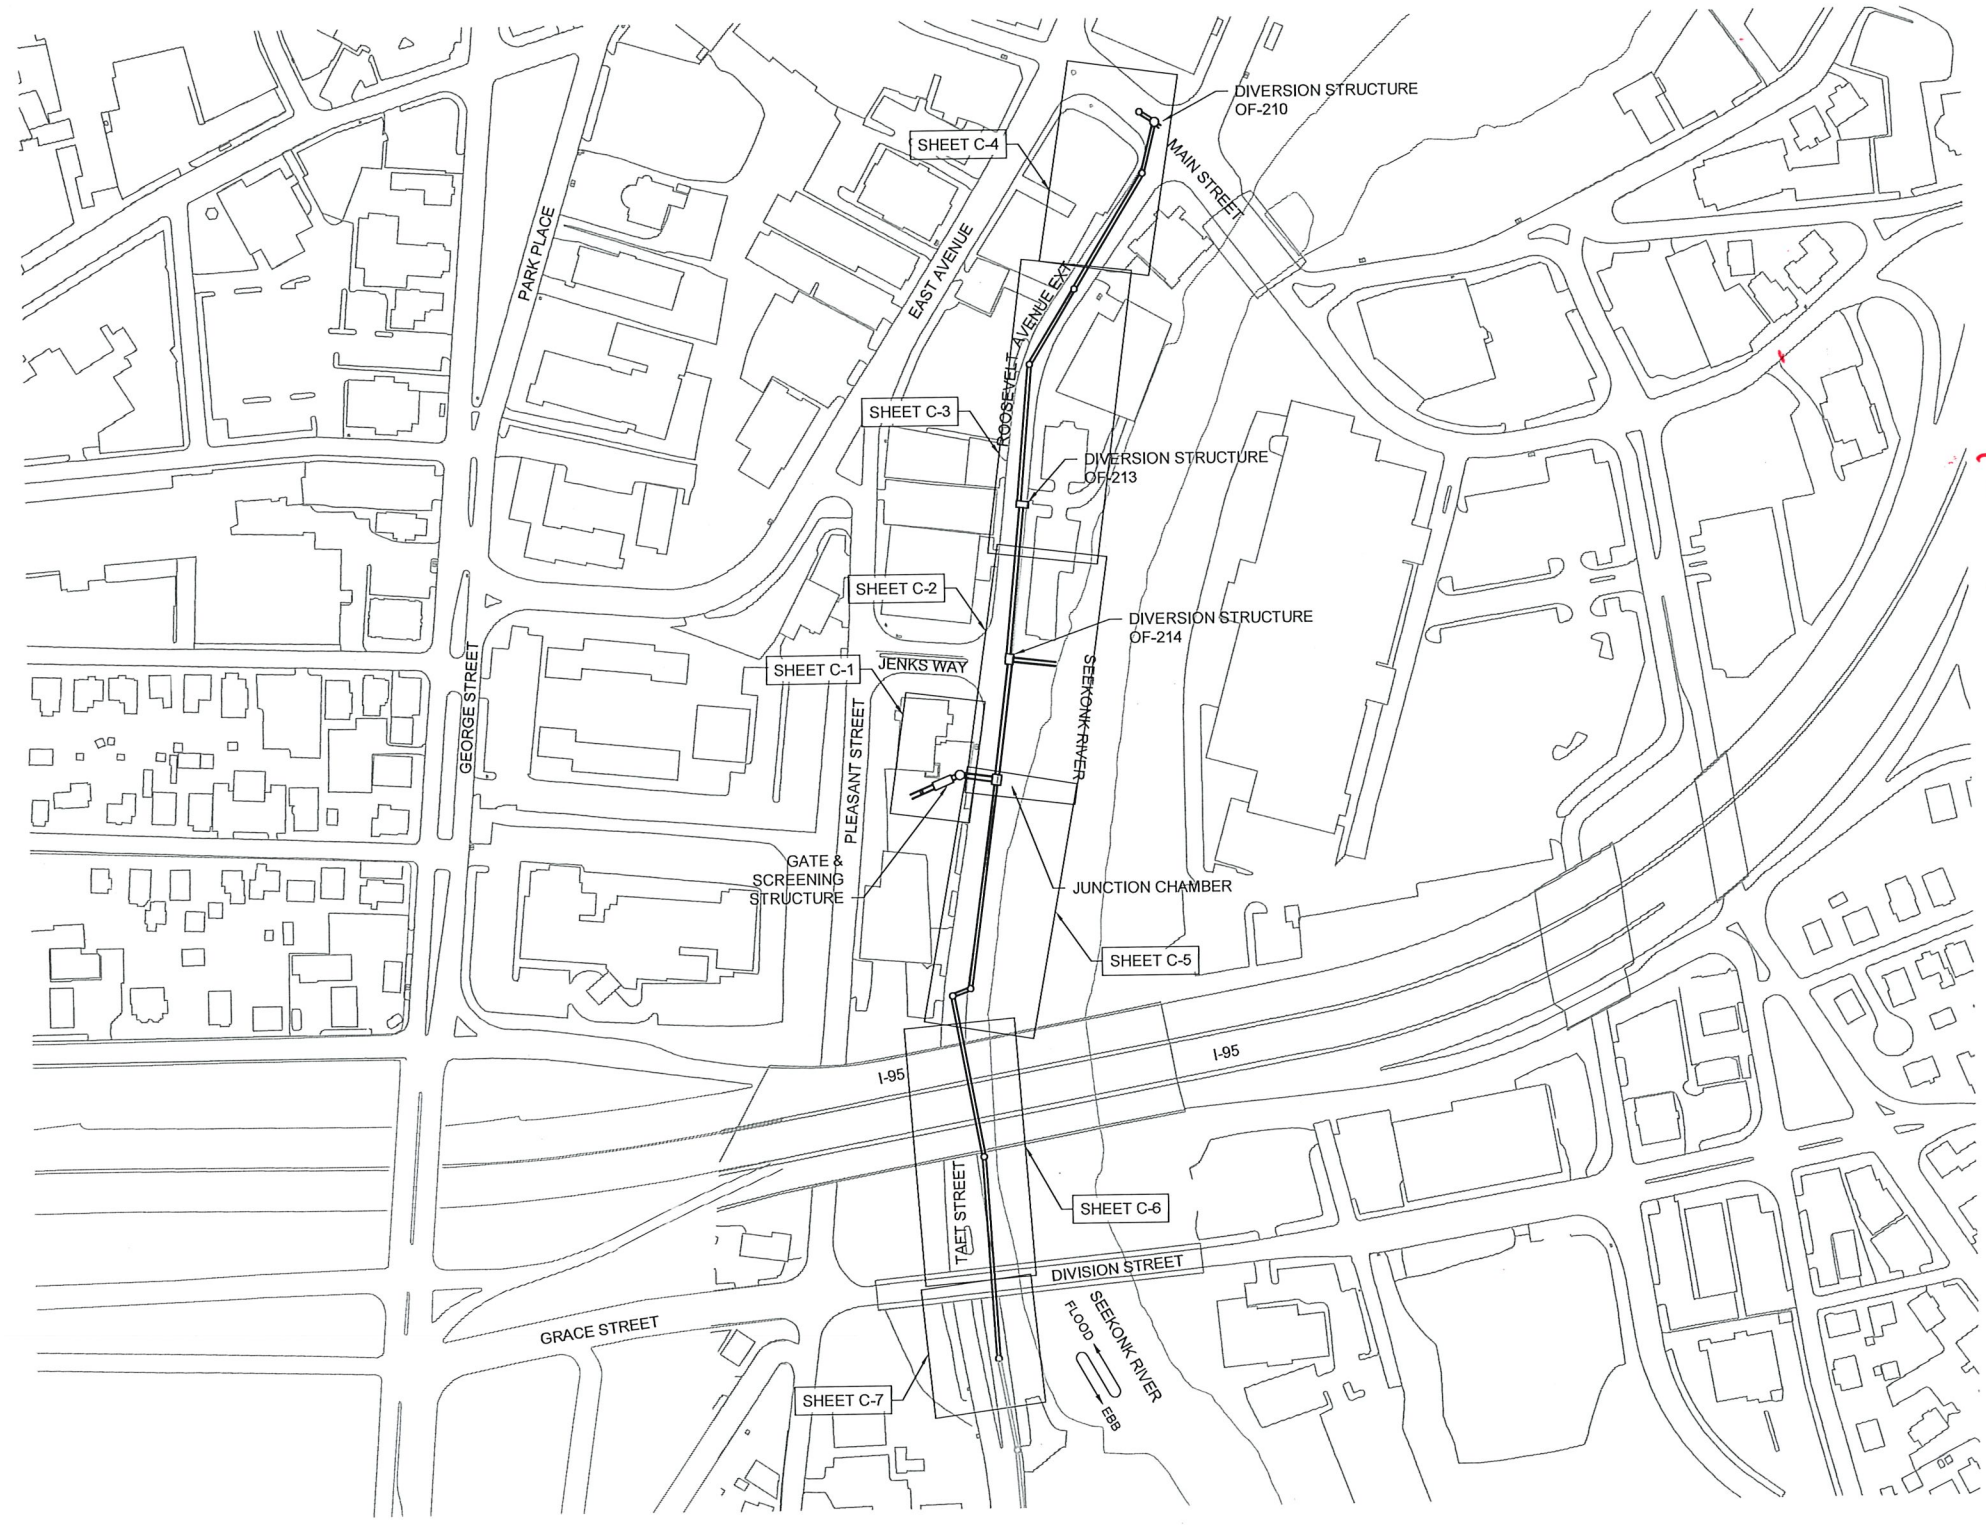 DIVERSION STRUCTURE
OF-210
SHEET C-4
MAIN STREET
PARK PLACE
EAST AVENUE
ROOSEVELT AVENUE EXT
SHEET C-3
DIVERSION STRUCTURE
OF-213
SHEET C-2
DIVERSION STRUCTURE
OF-214
JENKS WAY
SHEET C-1
GEORGE STREET
PLEASANT STREET
SEEKONK RIVER
GATE &
SCREENING
STRUCTURE
JUNCTION CHAMBER
SHEET C-5
I-95
I-95
TAFT STREET
SHEET C-6
DIVISION STREET
GRACE STREET
SEEKONK RIVER
FLOOD
EBB
SHEET C-7